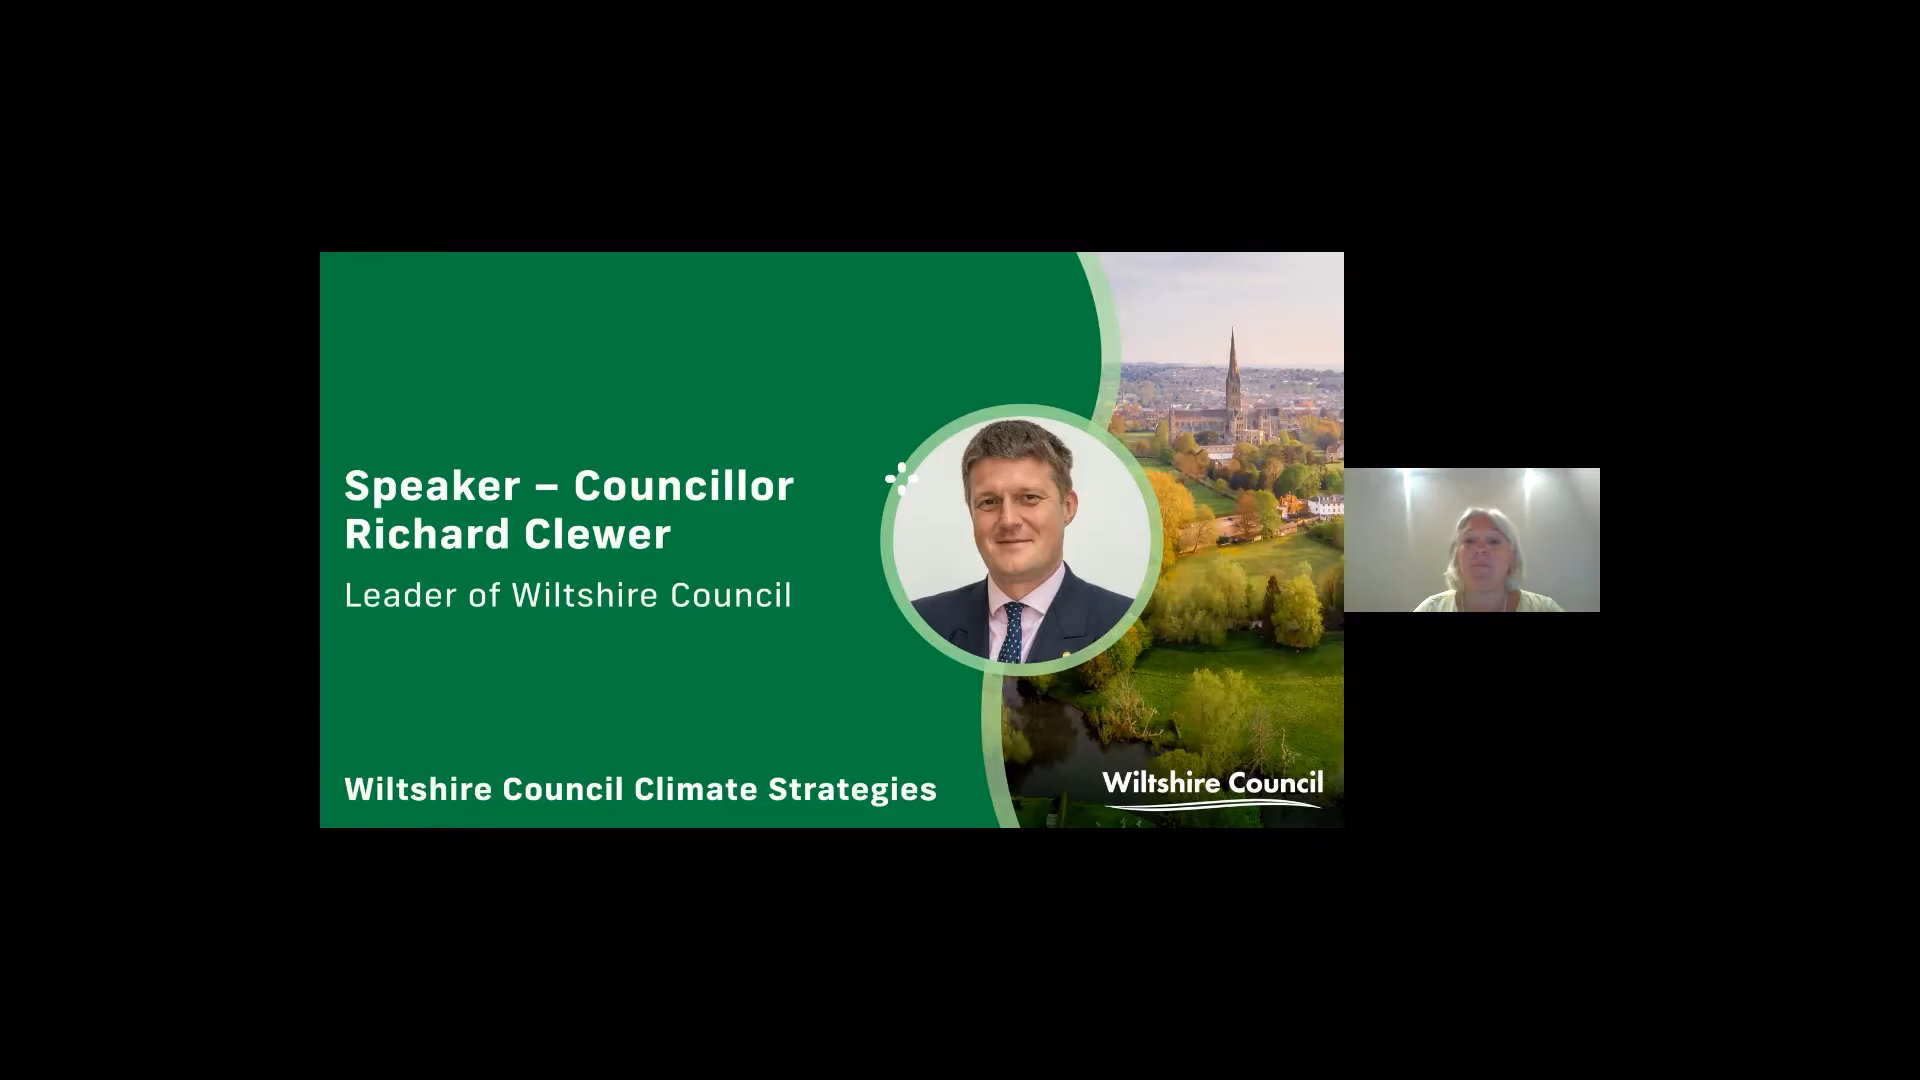 Speaker – Councillor
Richard Clewer
Leader of Wiltshire Council
Wiltshire Council Climate Strategies
Wiltshire Council